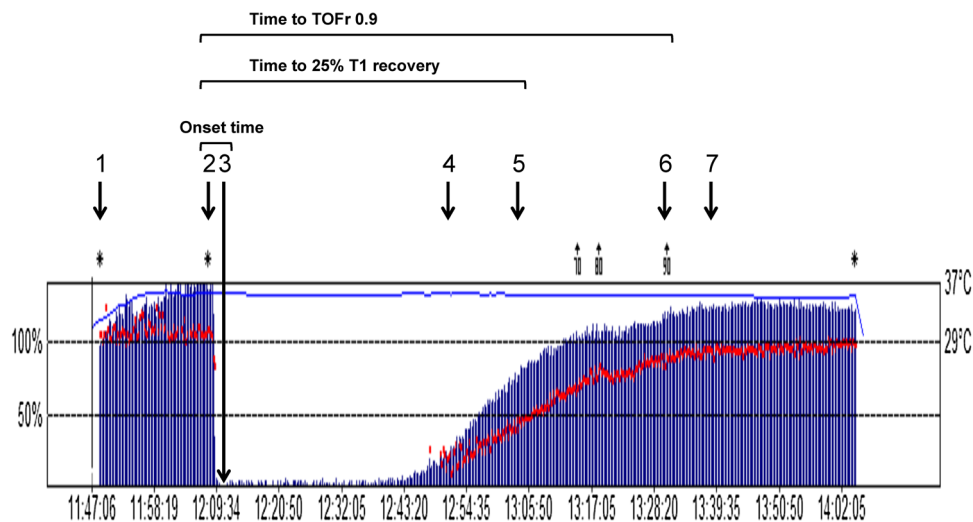 Time to TOFr 0.9
Time to 25% T1 recovery
Onset time
1 2 3 4 5 6 7
* * 70 80 90 *
37°C
100% 29°C
50%
11:47:06 11:58:19 12:09:34 12:20:50 12:32:05 12:43:20 12:54:35 13:05:50 13:17:05 13:28:20 13:39:35 13:50:50 14:02:05